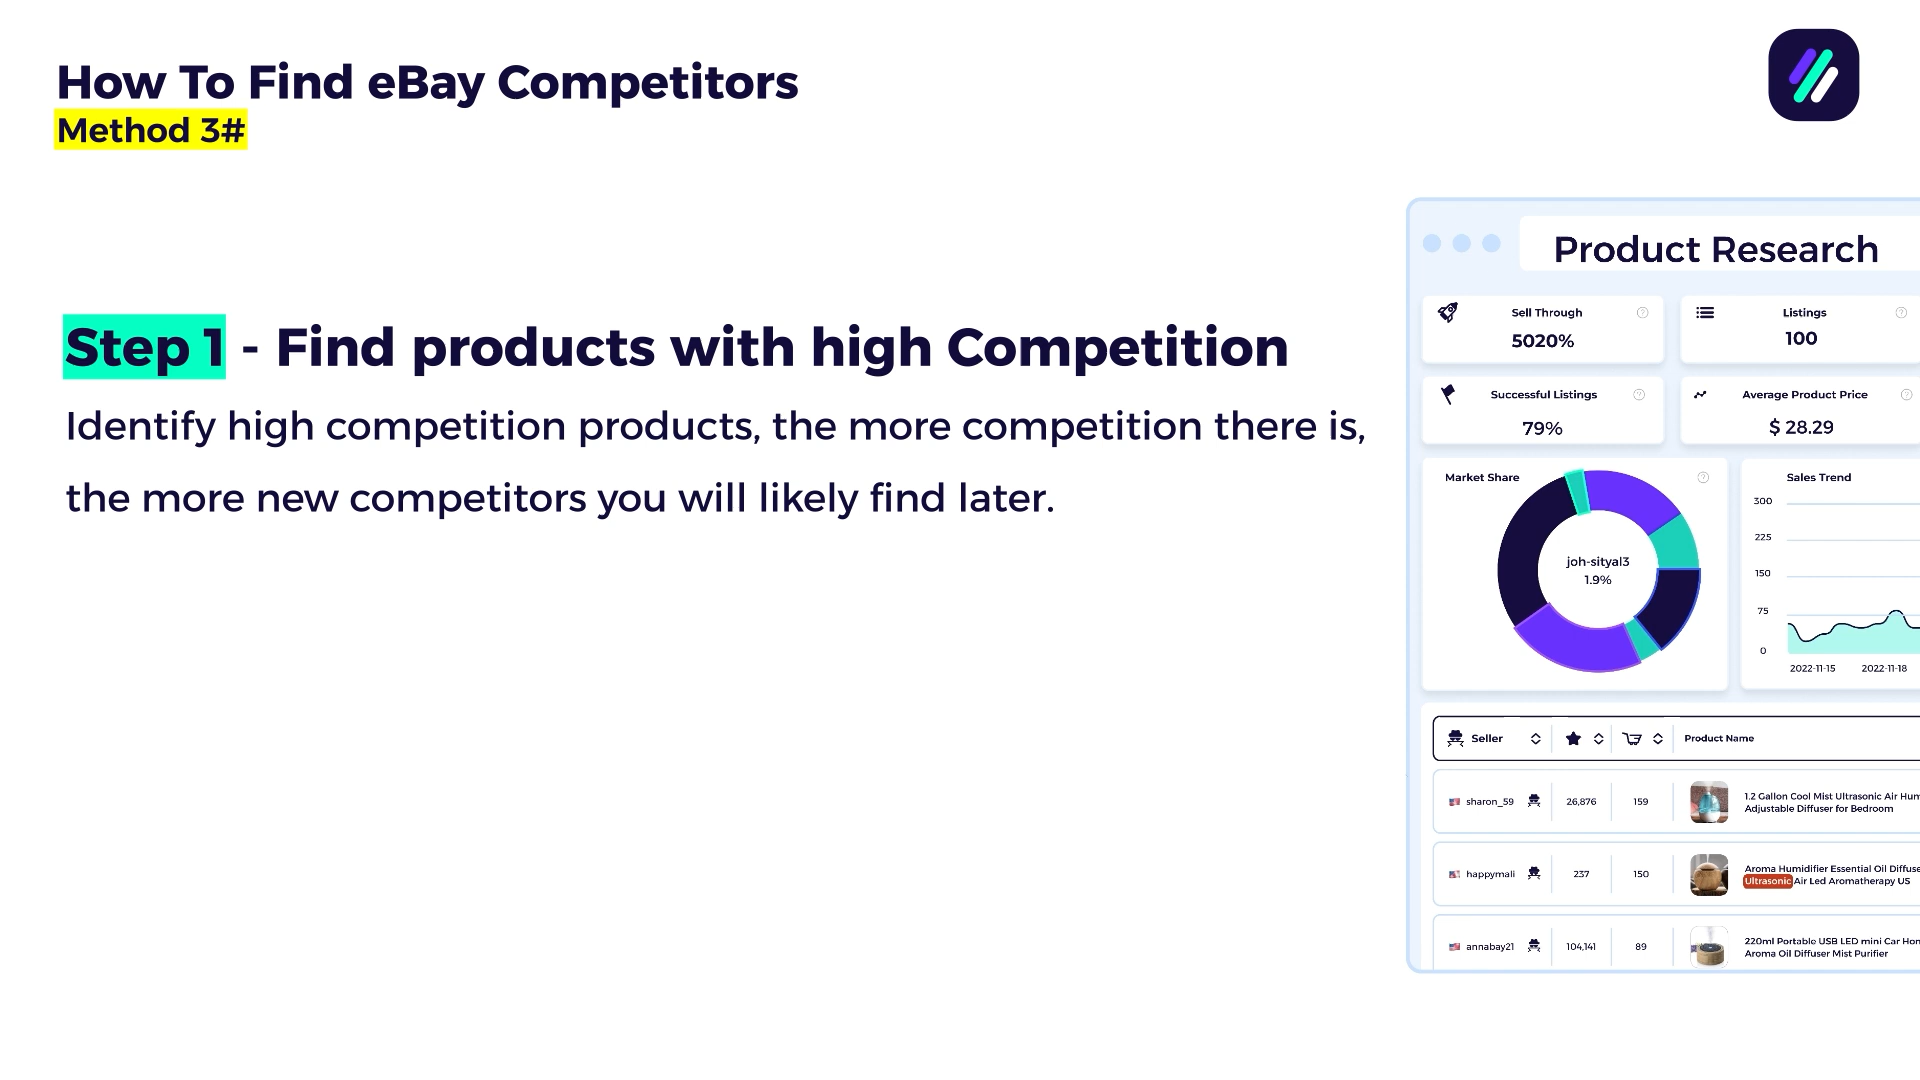 How To Find eBay Competitors
Method 3#
Step 1 - Find products with high Competition
Identify high competition products, the more competition there is,
the more new competitors you will likely find later.
Product Research
Sell Through
5020%
Listings
100
Successful Listings
79%
Average Product Price
$ 28.29
Market Share
joh-sityal3
1.9%
Sales Trend
300
225
150
75
0
2022-11-15 2022-11-18
Seller Product Name
sharon_59 26,876 159
1.2 Gallon Cool Mist Ultrasonic Air
Adjustable Diffuser for Bedroom
happymali 237 150
Aroma Humidifier Essential Oil
Ultrasonic Air Led Aromatherapy US
annabay21 104,141 89
220ml Portable USB LED mini Car
Aroma Oil Diffuser Mist Purifier